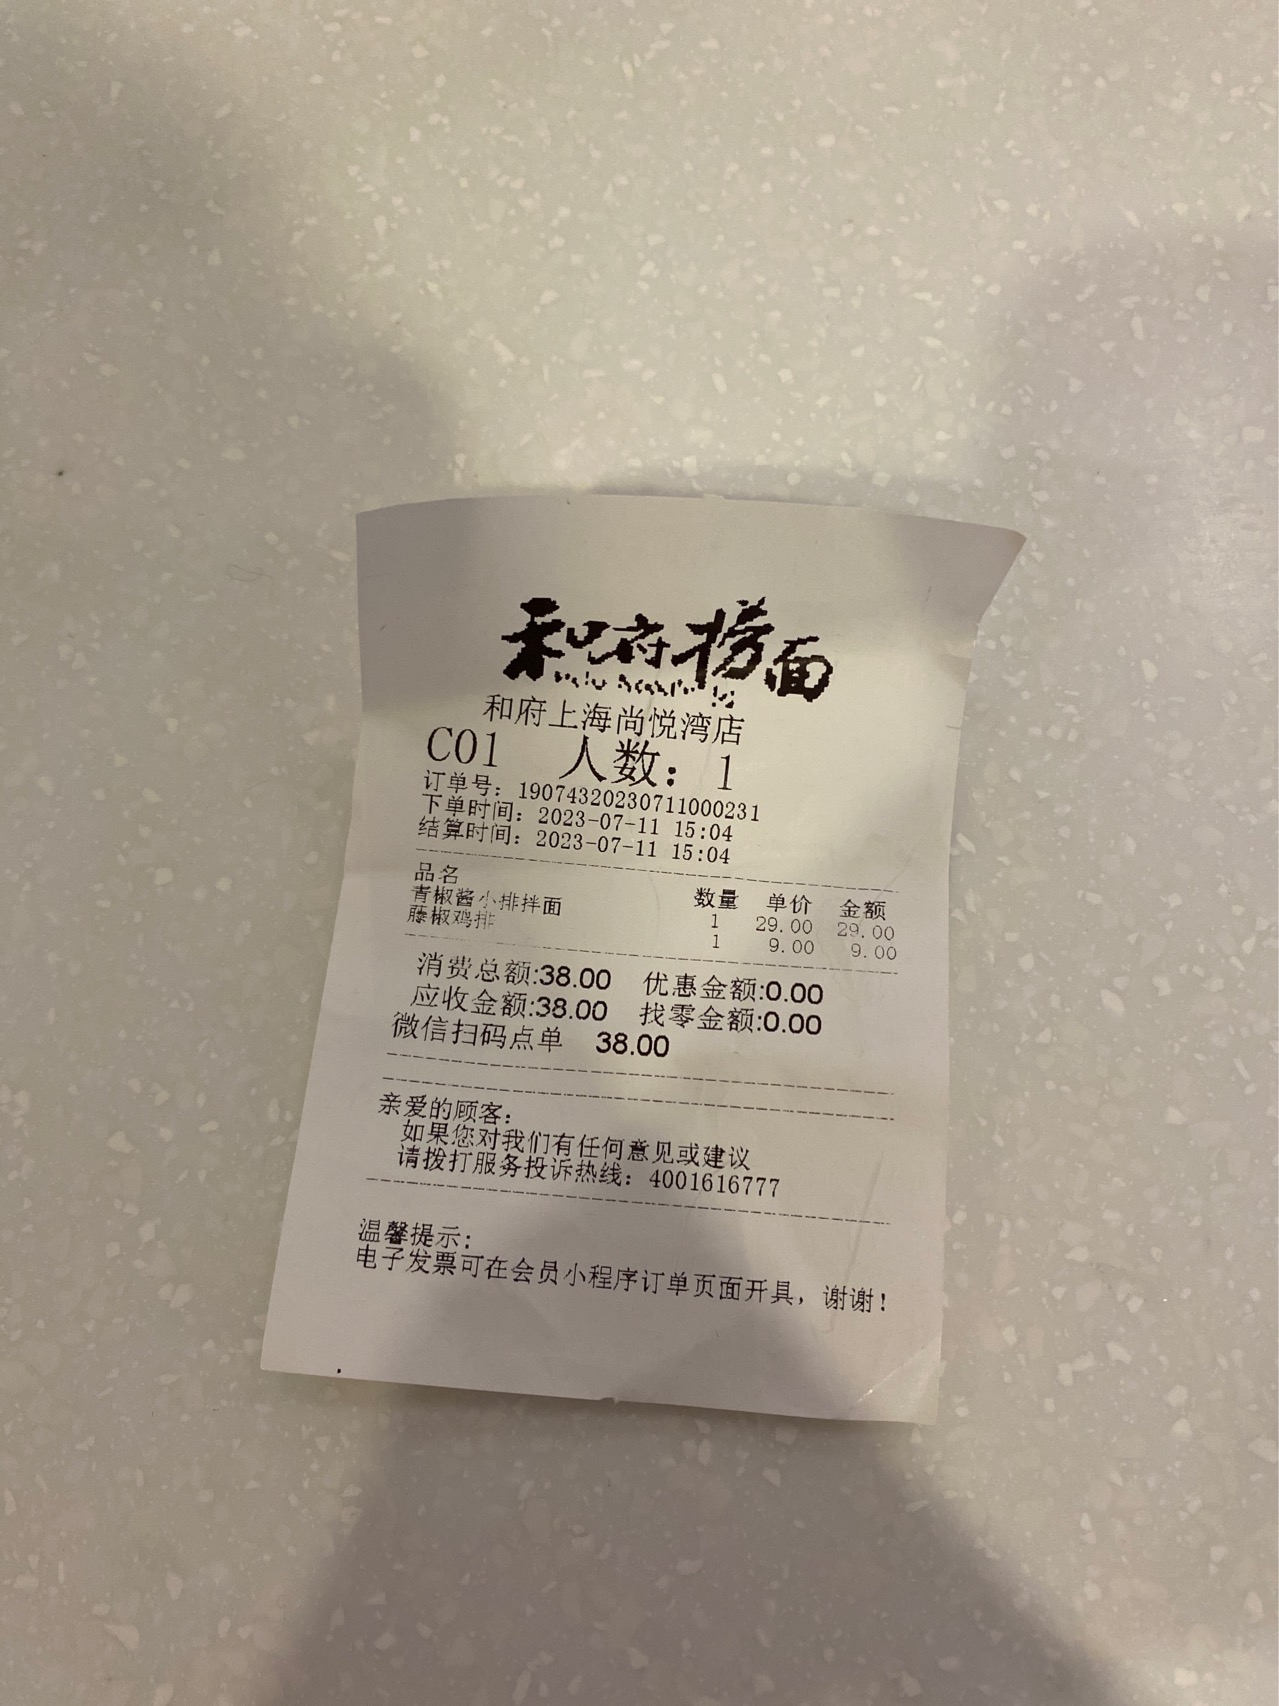 和府捞面
和府上海尚悦湾店
C01 人数：1
订单号：19074320230711000231
下单时间：2023-07-11 15:04
结算时间：2023-07-11 15:04
品名 数量 单价 金额
青椒酱小排拌面 1 29.00 29.00
藤椒鸡排 1 9.00 9.00
消费总额:38.00 优惠金额:0.00
应收金额:38.00 找零金额:0.00
微信扫码点单 38.00
亲爱的顾客：
如果您对我们有任何意见或建议
请拨打服务投诉热线：4001616777
温馨提示：
电子发票可在会员小程序订单页面开具，谢谢！